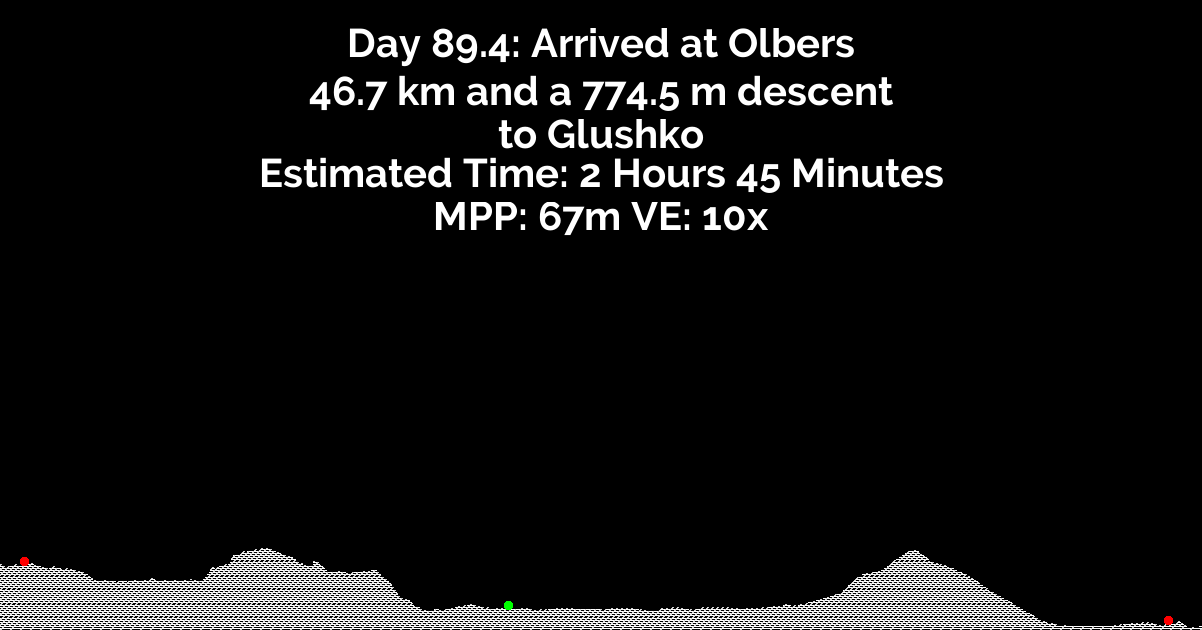 Day 89.4: Arrived at Olbers
46.7 km and a 774.5 m descent
to Glushko
Estimated Time: 2 Hours 45 Minutes
MPP: 67m VE: 10x